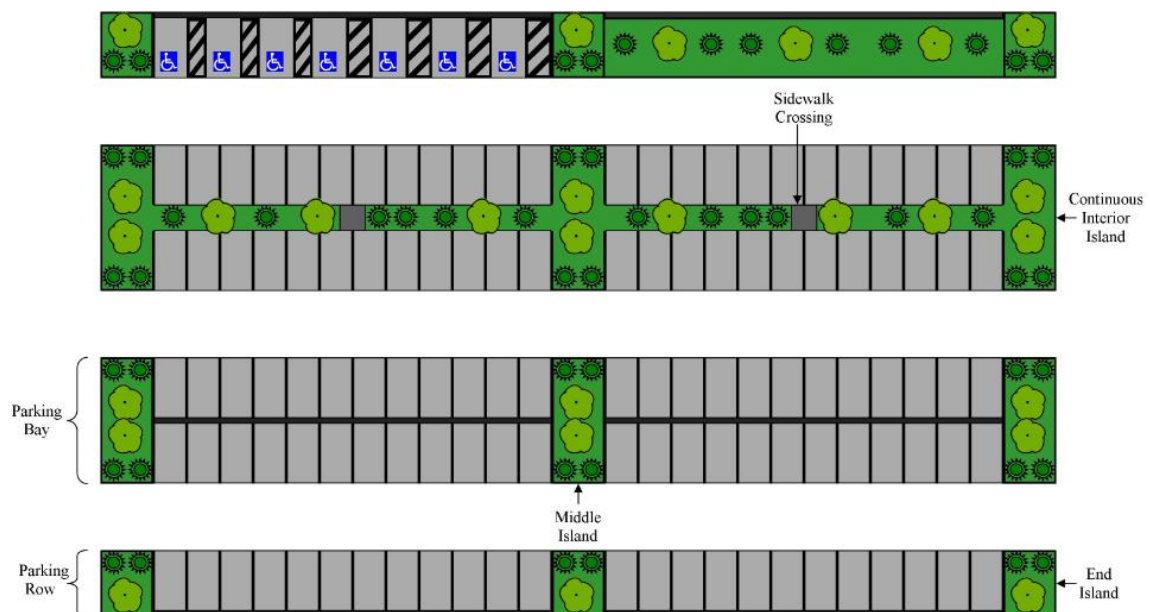 Sidewalk
Crossing
Continuous
Interior
Island
Parking
Bay
Middle
Island
Parking
Row
End
Island